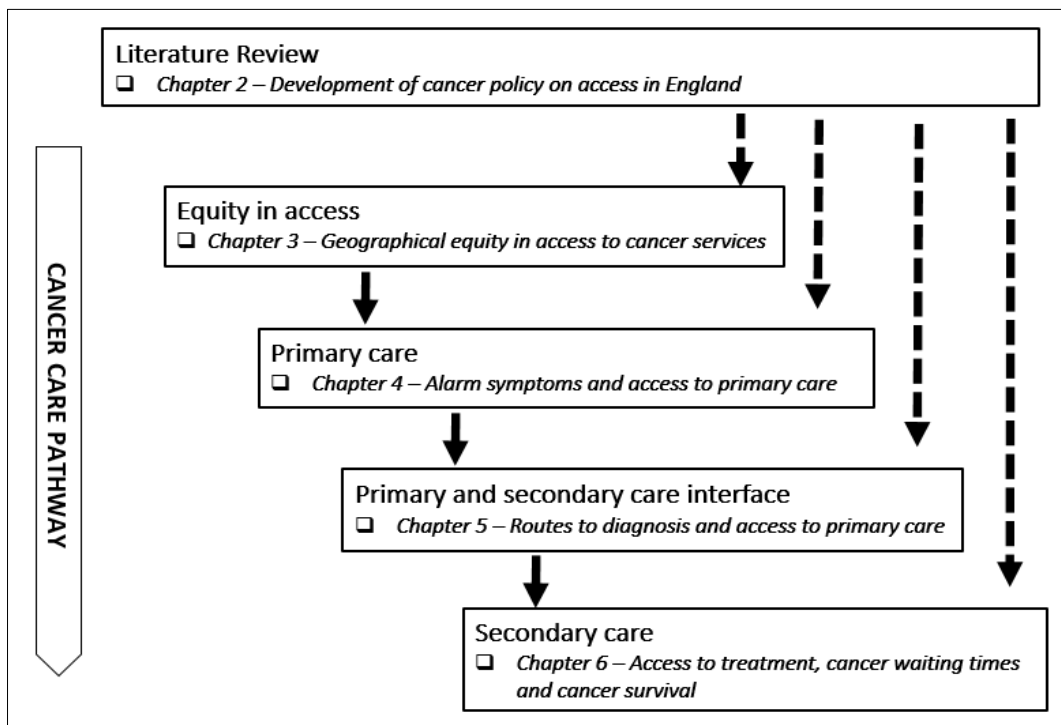 Literature Review
❑ Chapter 2 – Development of cancer policy on access in England
CANCER CARE PATHWAY
Equity in access
❑ Chapter 3 – Geographical equity in access to cancer services
Primary care
❑ Chapter 4 – Alarm symptoms and access to primary care
Primary and secondary care interface
❑ Chapter 5 – Routes to diagnosis and access to primary care
Secondary care
❑ Chapter 6 – Access to treatment, cancer waiting times
and cancer survival